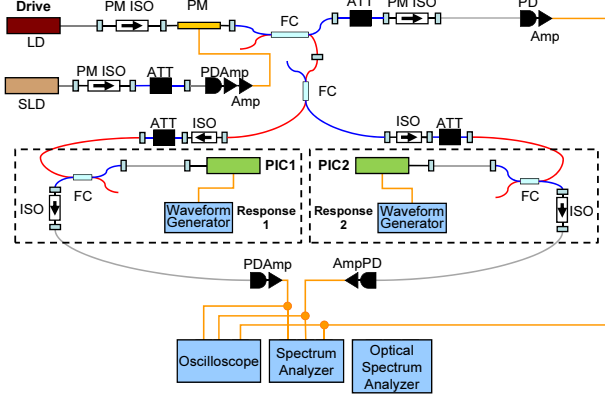 Drive
PM ISO
PM
FC
ATT
PM ISO
PD
Amp
LD
PM ISO
ATT
PDAmp
Amp
SLD
FC
ATT
ISO
ISO
ATT
PIC1
PIC2
FC
FC
ISO
ISO
Waveform
Generator
Response
1
Response
2
Waveform
Generator
PDAmp
AmpPD
Oscilloscope
Spectrum
Analyzer
Optical
Spectrum
Analyzer